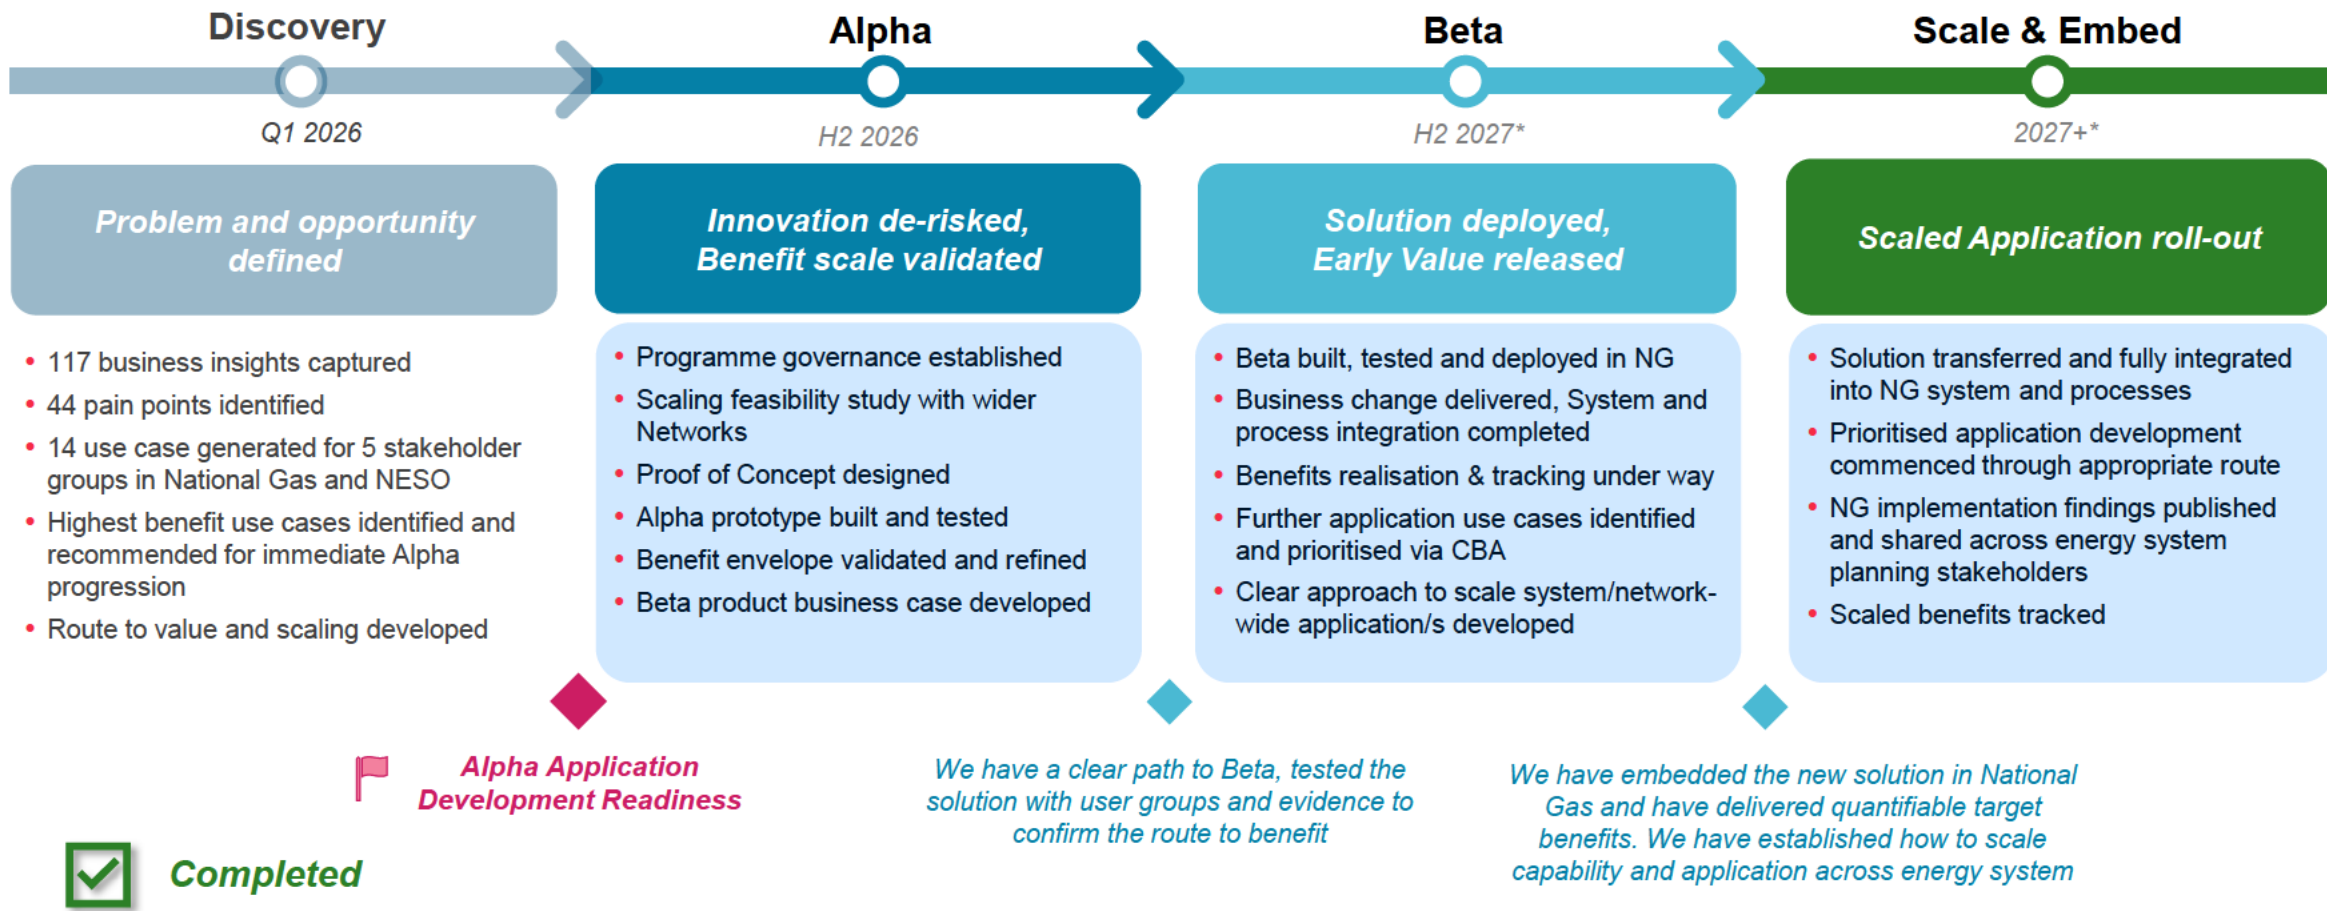 Discovery
Q1 2026
Problem and opportunity
defined
• 117 business insights captured
• 44 pain points identified
• 14 use case generated for 5 stakeholder
groups in National Gas and NESO
• Highest benefit use cases identified and
recommended for immediate Alpha
progression
• Route to value and scaling developed
Alpha
H2 2026
Innovation de-risked,
Benefit scale validated
• Programme governance established
• Scaling feasibility study with wider
Networks
• Proof of Concept designed
• Alpha prototype built and tested
• Benefit envelope validated and refined
• Beta product business case developed
Beta
H2 2027*
Solution deployed,
Early Value released
• Beta built, tested and deployed in NG
• Business change delivered, System and
process integration completed
• Benefits realisation & tracking under way
• Further application use cases identified
and prioritised via CBA
• Clear approach to scale system/network-
wide application/s developed
Scale & Embed
2027+*
Scaled Application roll-out
• Solution transferred and fully integrated
into NG system and processes
• Prioritised application development
commenced through appropriate route
• NG implementation findings published
and shared across energy system
planning stakeholders
• Scaled benefits tracked
Alpha Application
Development Readiness
We have a clear path to Beta, tested the
solution with user groups and evidence to
confirm the route to benefit
We have embedded the new solution in National
Gas and have delivered quantifiable target
benefits. We have established how to scale
capability and application across energy system
Completed